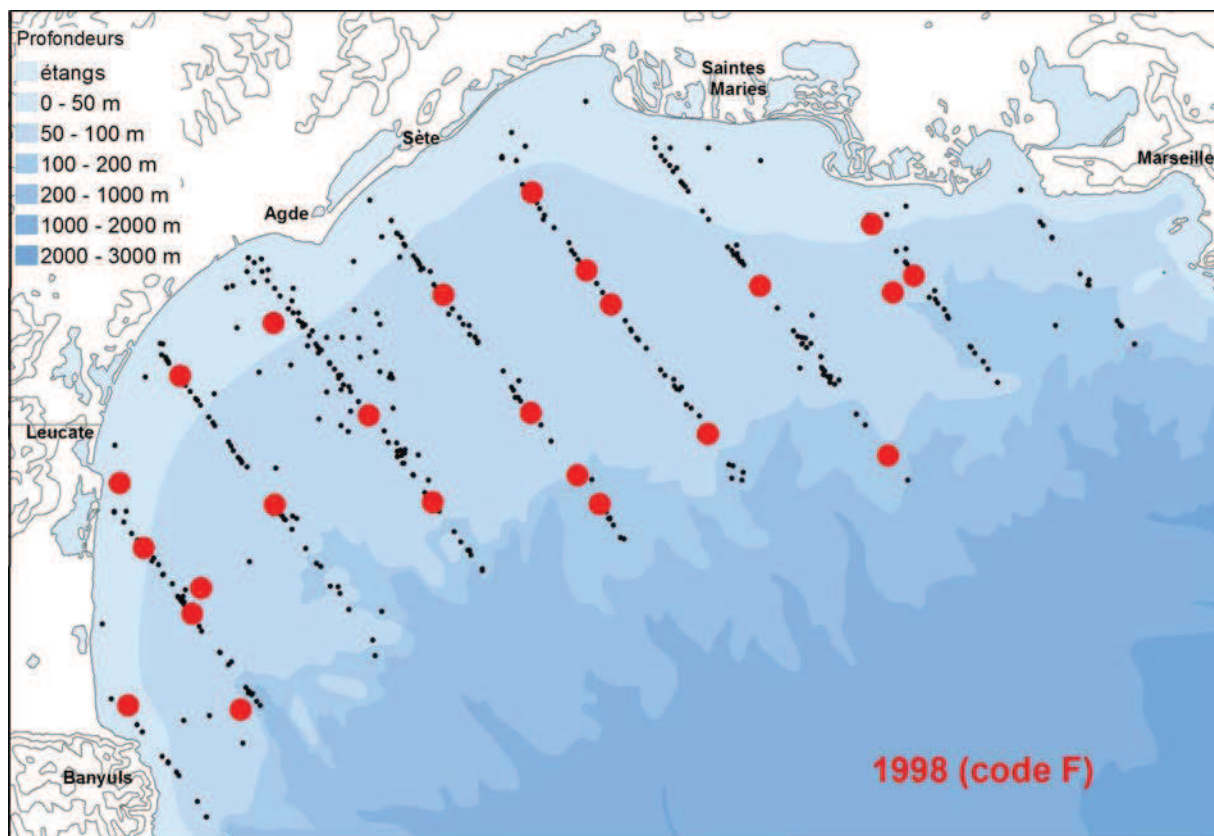 Profondeurs
étangs
0 - 50 m
50 - 100 m
100 - 200 m
200 - 1000 m
1000 - 2000 m
2000 - 3000 m
Saintes
Maries
Sète
Marseille
Agde
Leucate
Banyuls
1998 (code F)